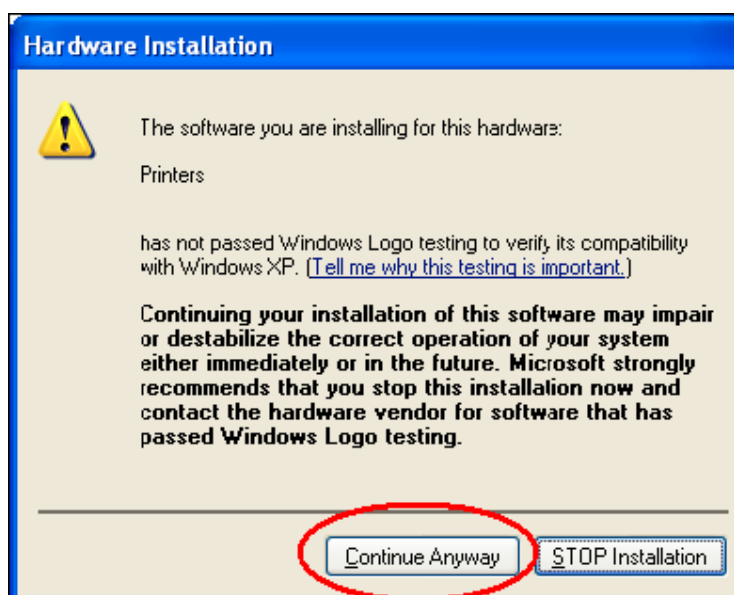 Hardware Installation
The software you are installing for this hardware:
Printers
has not passed Windows Logo testing to verify its compatibility
with Windows XP. (Tell me why this testing is important.)
Continuing your installation of this software may impair
or destabilize the correct operation of your system
either immediately or in the future. Microsoft strongly
recommends that you stop this installation now and
contact the hardware vendor for software that has
passed Windows Logo testing.
Continue Anyway STOP Installation